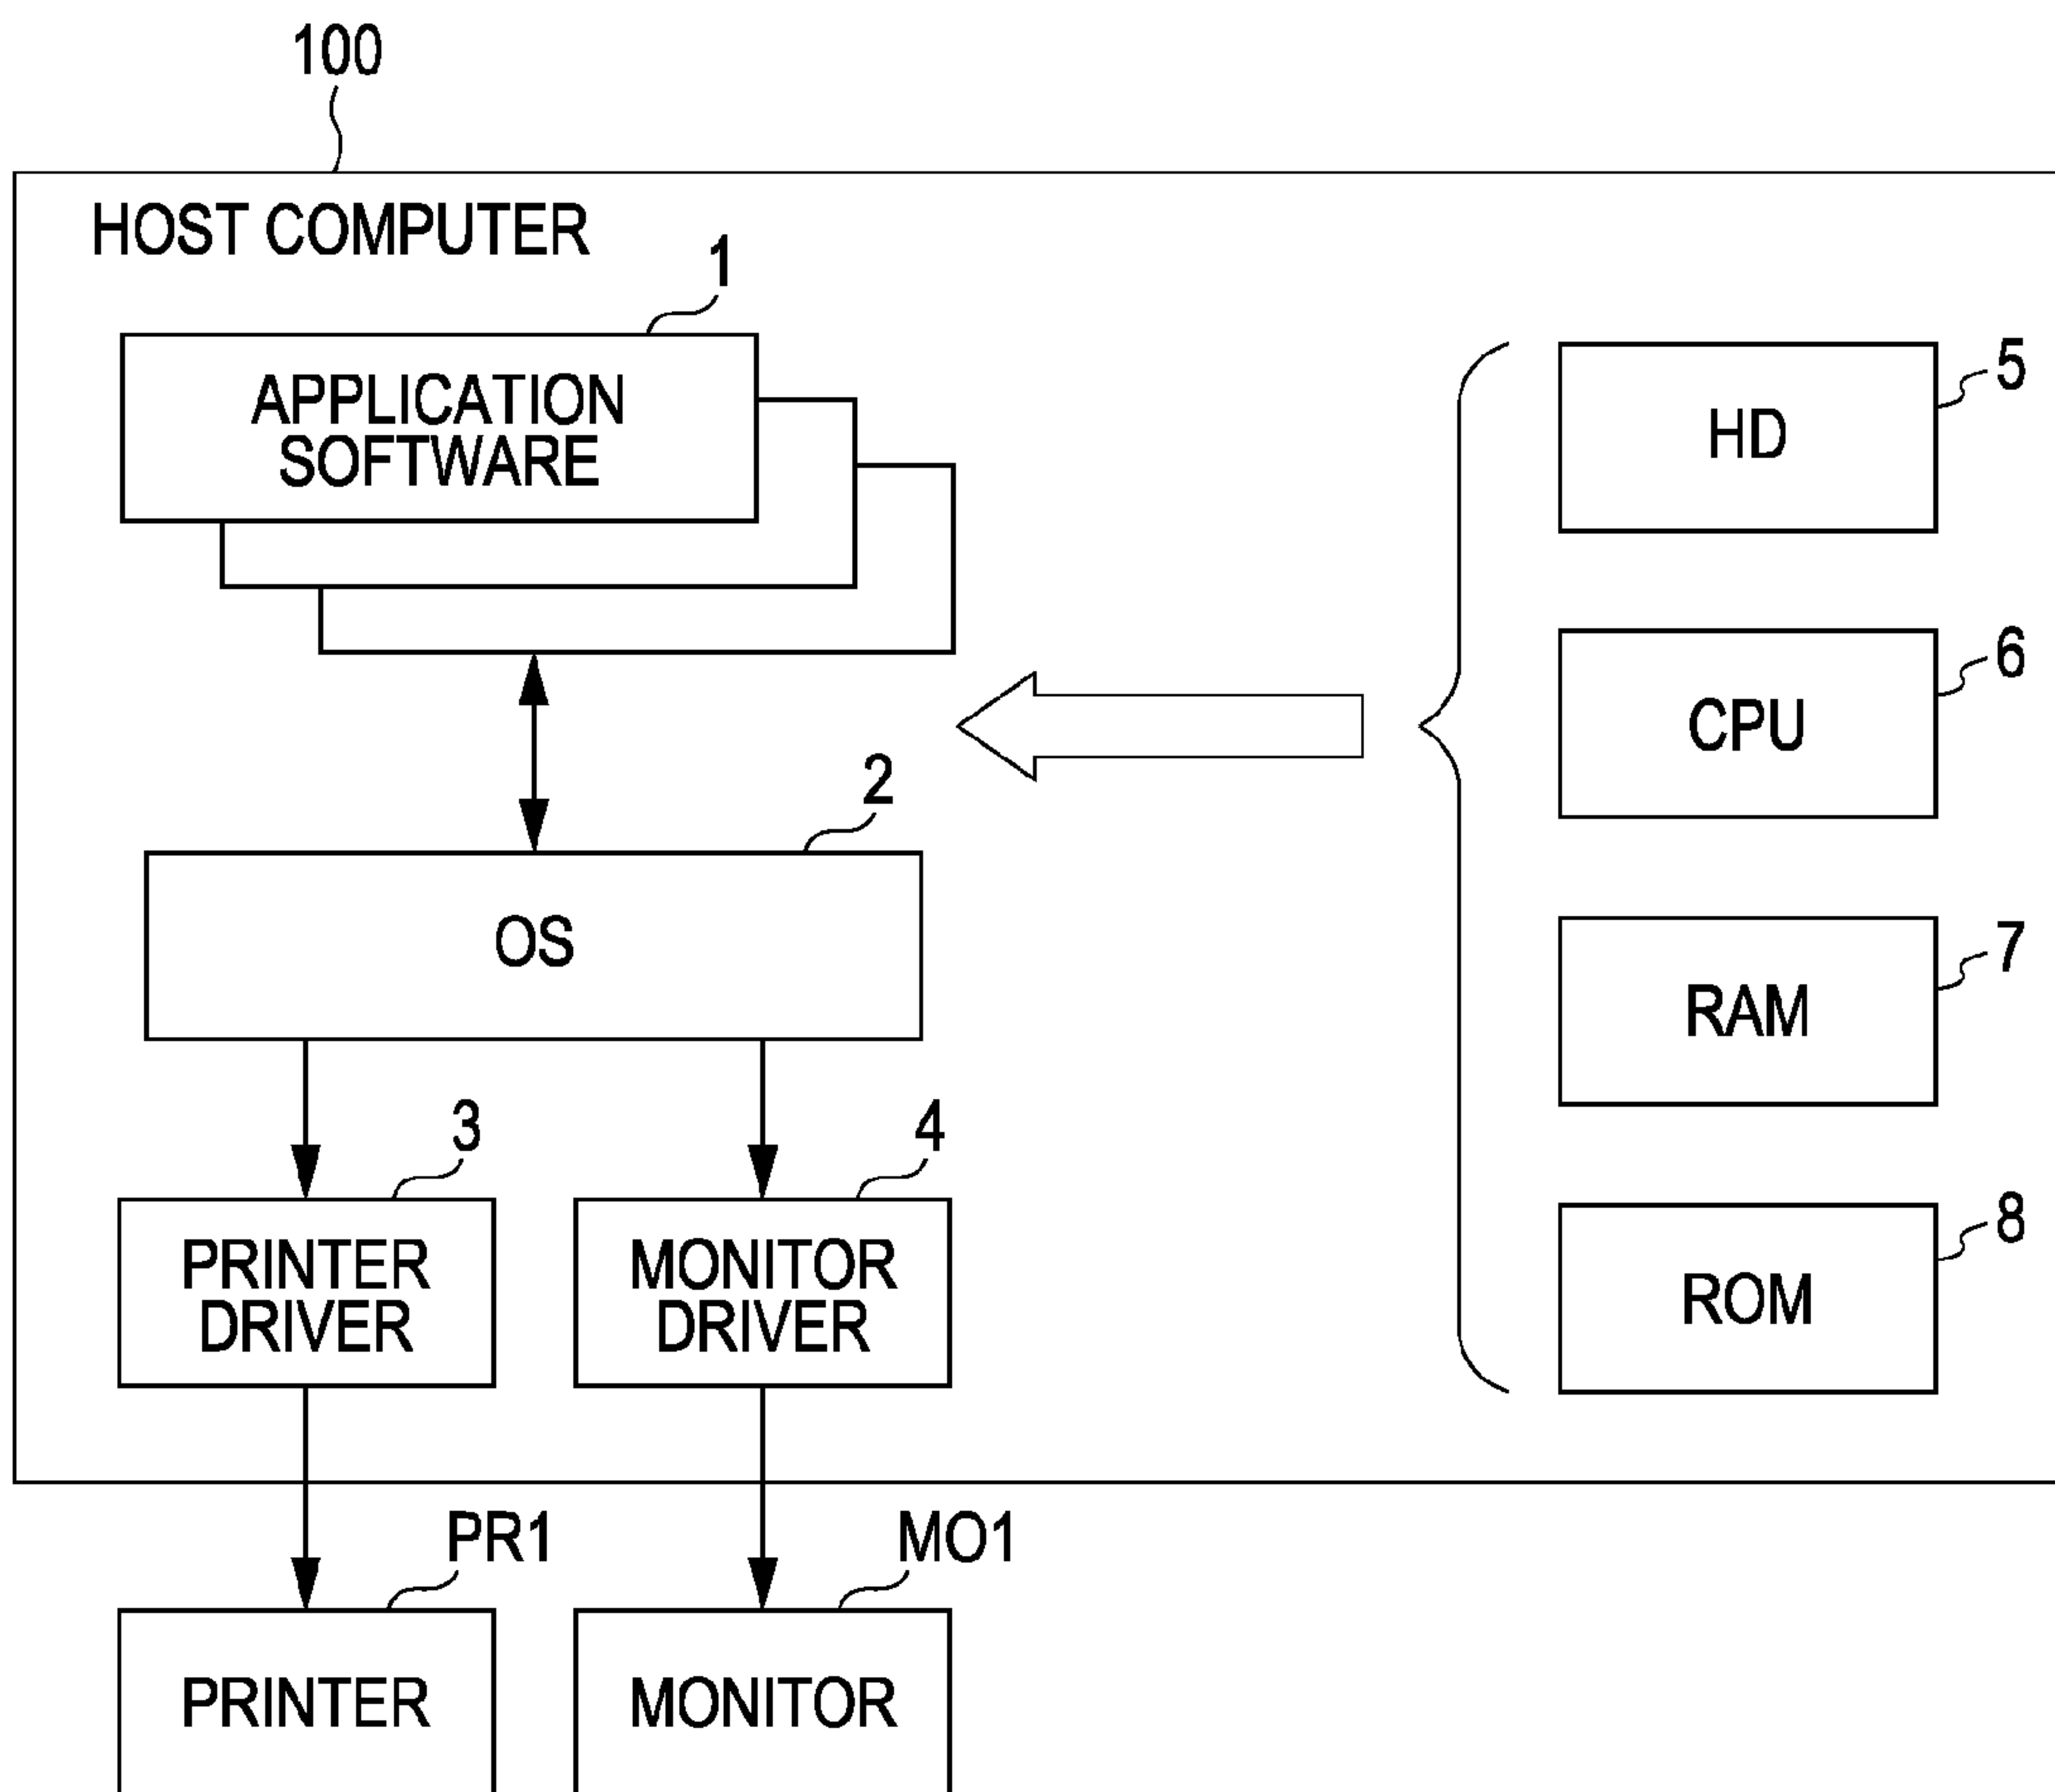 100
HOST COMPUTER
1
APPLICATION
SOFTWARE
5
HD
6
CPU
2
OS
7
RAM
3
4
PRINTER
DRIVER
MONITOR
DRIVER
8
ROM
PR1
MO1
PRINTER
MONITOR